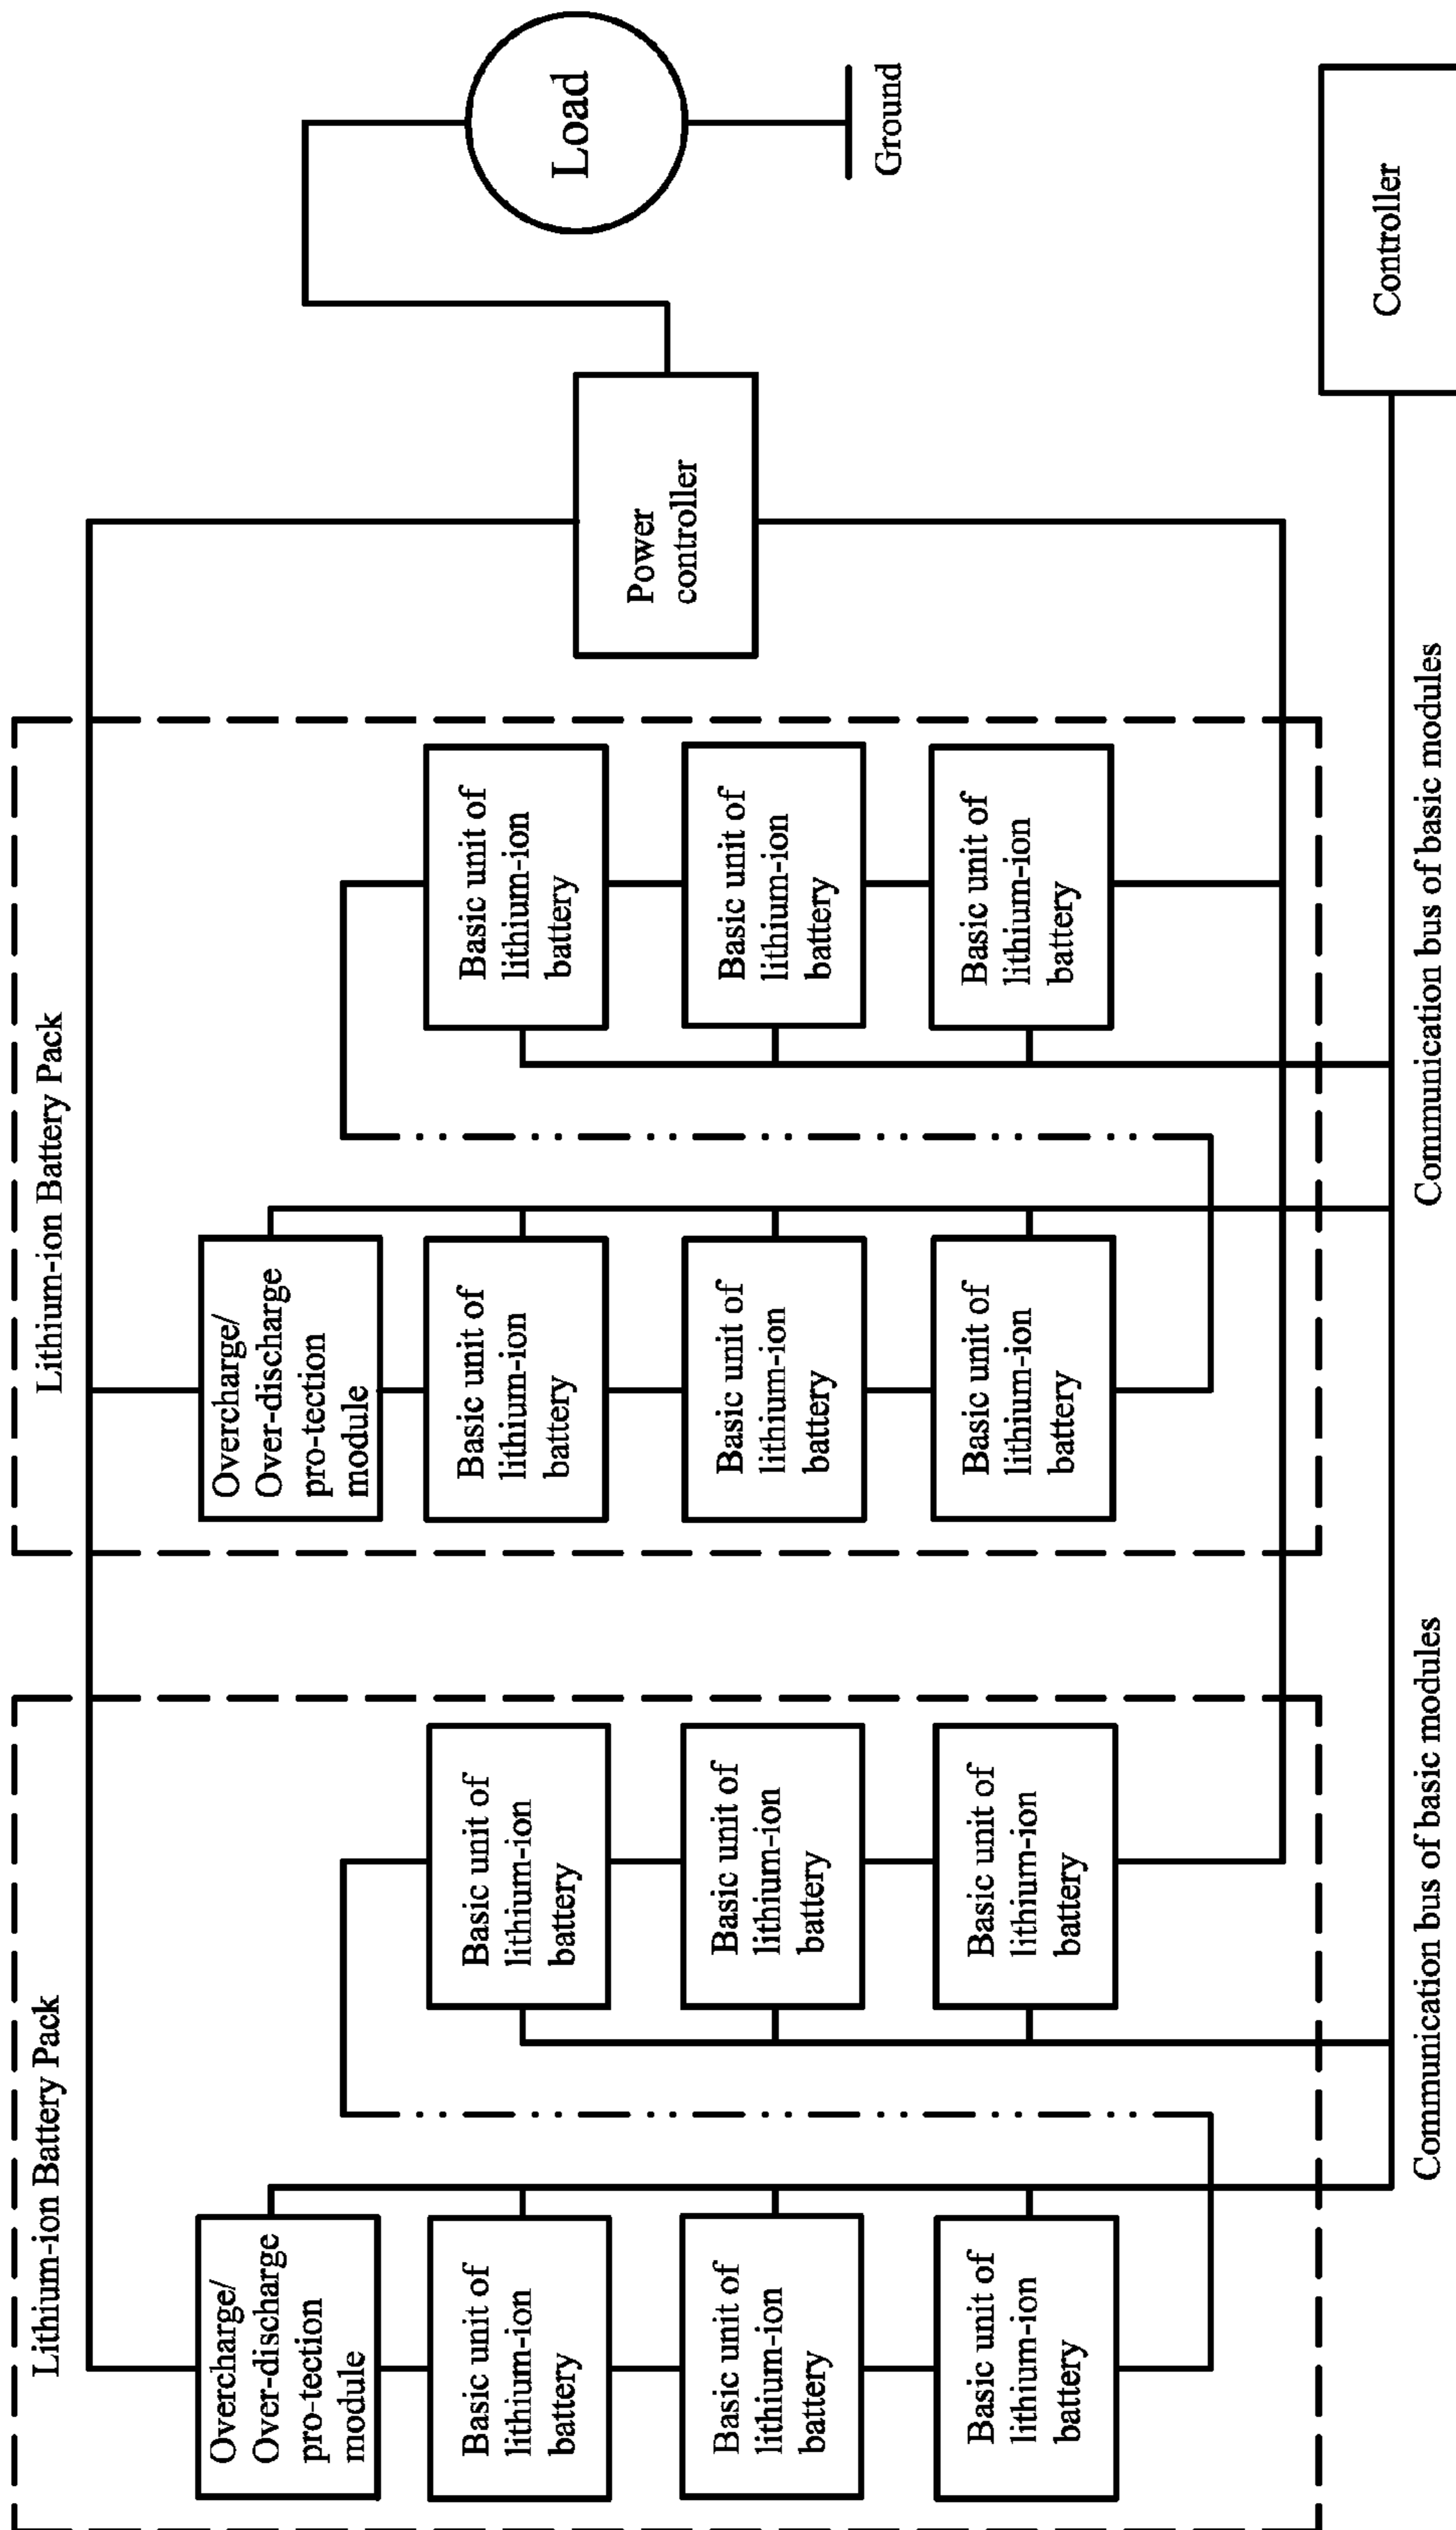 Lithium-ion Battery Pack
Lithium-ion Battery Pack
Overcharge/
Over-discharge
pro-tection
module
Overcharge/
Over-discharge
pro-tection
module
Basic unit of
lithium-ion
battery
Basic unit of
lithium-ion
battery
Basic unit of
lithium-ion
battery
Basic unit of
lithium-ion
battery
Load
Basic unit of
lithium-ion
battery
Basic unit of
lithium-ion
battery
Basic unit of
lithium-ion
battery
Basic unit of
lithium-ion
battery
Power
controller
Ground
Basic unit of
lithium-ion
battery
Basic unit of
lithium-ion
battery
Basic unit of
lithium-ion
battery
Basic unit of
lithium-ion
battery
Controller
Communication bus of basic modules
Communication bus of basic modules